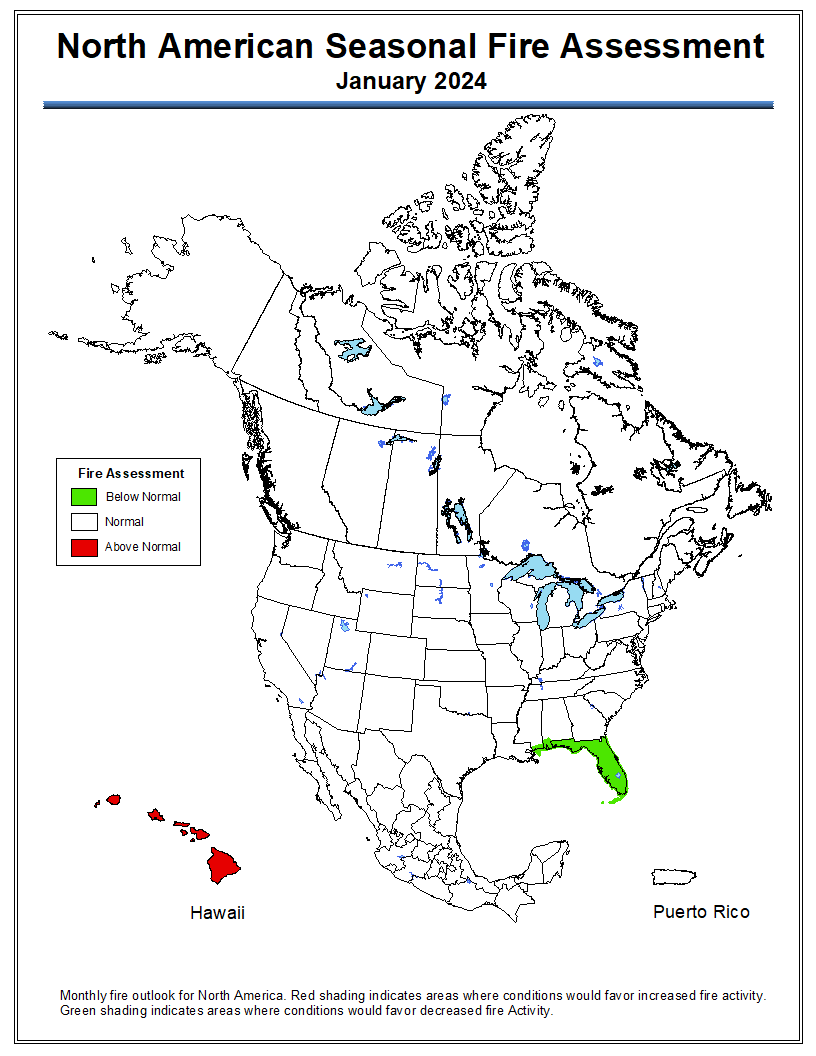 North American Seasonal Fire Assessment
January 2024
Fire Assessment
Below Normal
Normal
Above Normal
Hawaii
Puerto Rico
Monthly fire outlook for North America. Red shading indicates areas where conditions would favor increased fire activity.
Green shading indicates areas where conditions would favor decreased fire Activity.